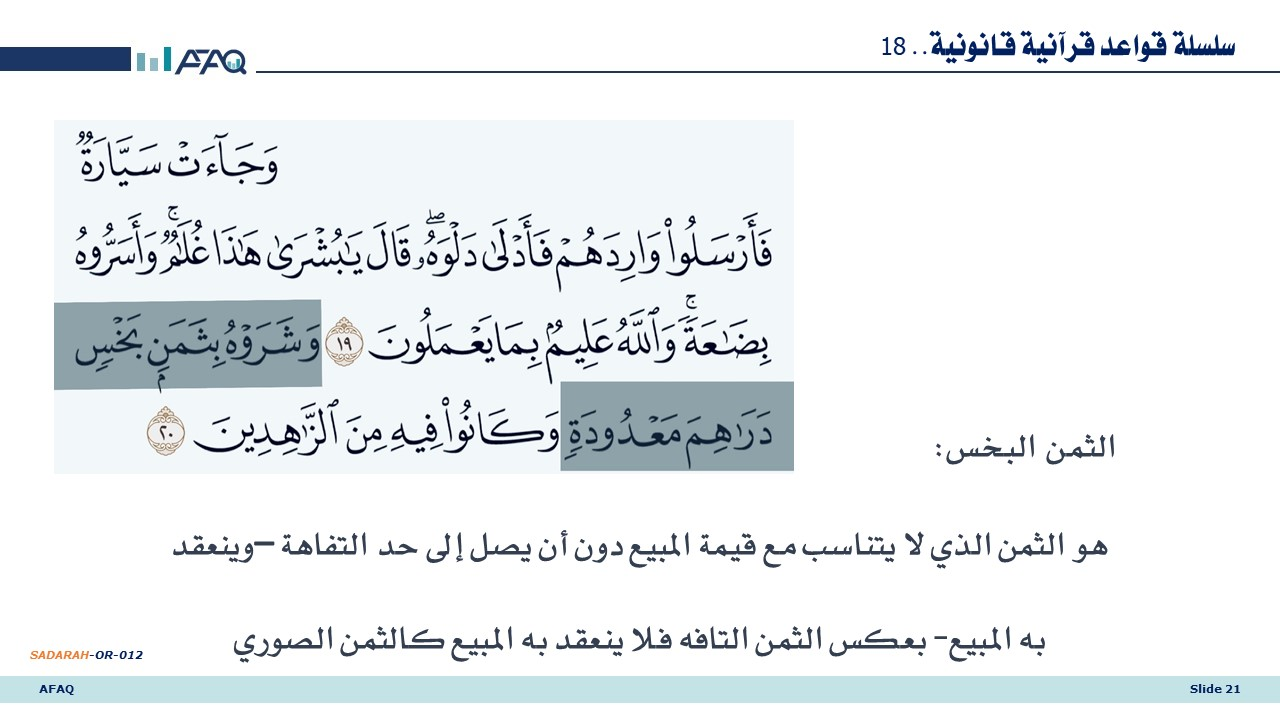 سلسلة قواعد قرآنية قانونية.. 18
AFAQ
وَجَآءَتْ سَيَّارَةٌ
فَأَرْسَلُوا۟ وَارِدَهُمْ فَأَدْلَىٰ دَلْوَهُۥ ۖ قَالَ يَـٰبُشْرَىٰ هَـٰذَا غُلَـٰمٌ ۚ وَأَسَرُّوهُ
بِضَـٰعَةً ۚ وَٱللَّهُ عَلِيمٌۢ بِمَا يَعْمَلُونَ ١٩ وَشَرَوْهُ بِثَمَنٍۭ بَخْسٍ
دَرَٰهِمَ مَعْدُودَةٍ وَكَانُوا۟ فِيهِ مِنَ ٱلزَّٰهِدِينَ ٢٠
الثمن البخس:
هو الثمن الذي لا يتناسب مع قيمة المبيع دون أن يصل إلى حد التفاهة –وينعقد
به المبيع- بعكس الثمن التافه فلا ينعقد به المبيع كالثمن الصوري
SADARAH-OR-012
AFAQ
Slide 21